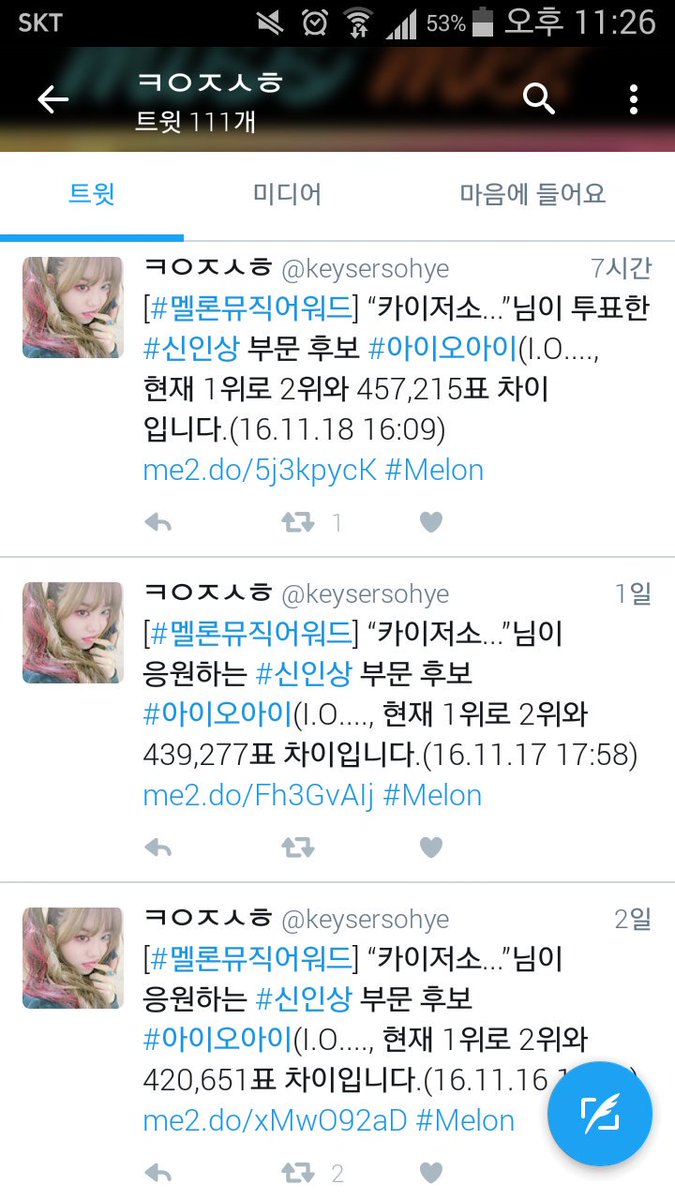 SKT 53% 오후 11:26
ㅋㅇㅈㅅㅎ
트윗 111개
트윗 미디어 마음에 들어요
ㅋㅇㅈㅅㅎ @keysersohye 7시간
[#멜론뮤직어워드] “카이저소...”님이 투표한
#신인상 부문 후보 #아이오아이(I.O....,
현재 1위로 2위와 457,215표 차이
입니다.(16.11.18 16:09)
me2.do/5j3kpycK #Melon
1
ㅋㅇㅈㅅㅎ @keysersohye 1일
[#멜론뮤직어워드] “카이저소...”님이
응원하는 #신인상 부문 후보
#아이오아이(I.O...., 현재 1위로 2위와
439,277표 차이입니다.(16.11.17 17:58)
me2.do/Fh3GvAIj #Melon
ㅋㅇㅈㅅㅎ @keysersohye 2일
[#멜론뮤직어워드] “카이저소...”님이
응원하는 #신인상 부문 후보
#아이오아이(I.O...., 현재 1위로 2위와
420,651표 차이입니다.(16.11.16
me2.do/xMwO92aD #Melon
2